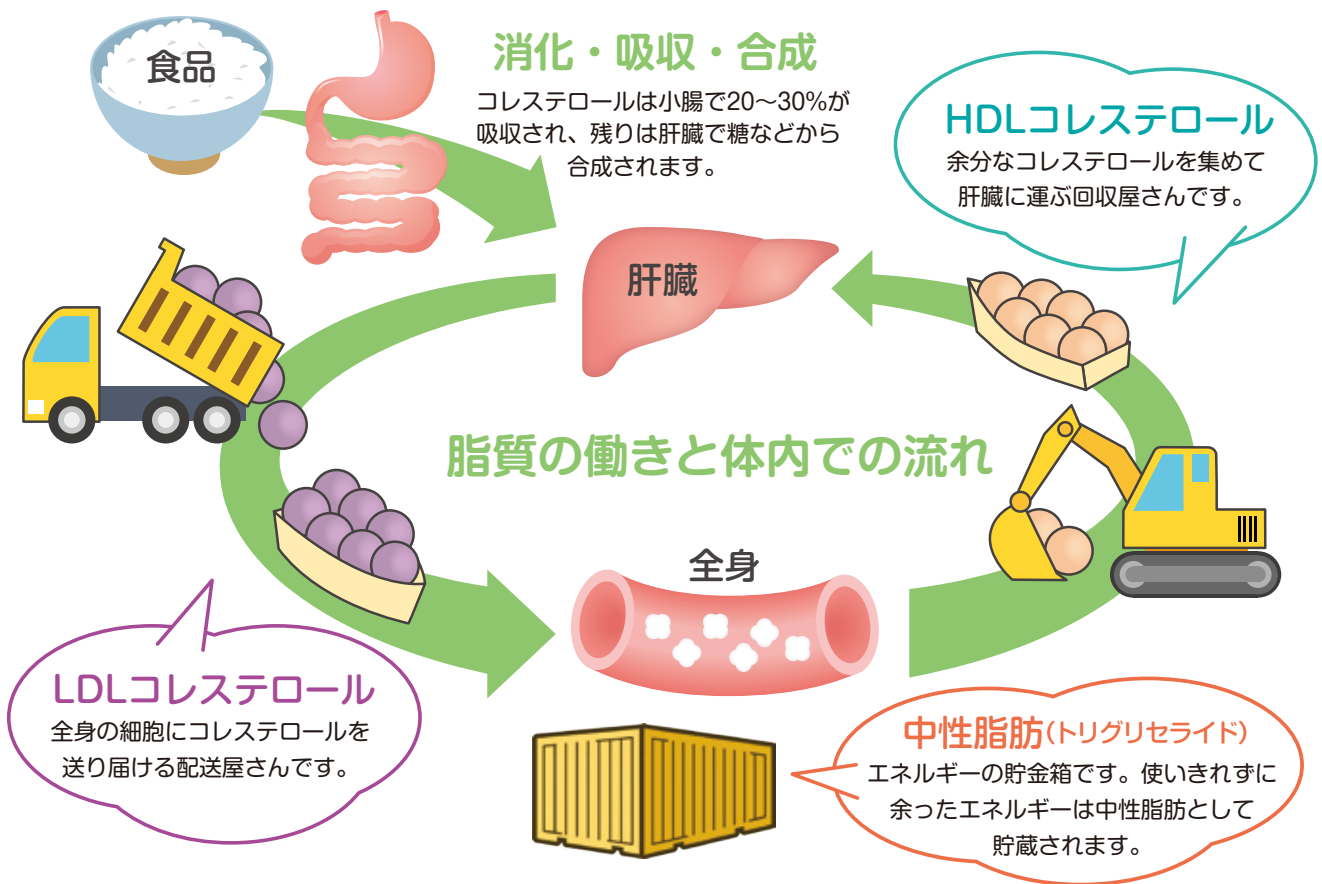 食品
消化・吸収・合成
コレステロールは小腸で20〜30%が
吸収され、残りは肝臓で糖などから
合成されます。
HDLコレステロール
余分なコレステロールを集めて
肝臓に運ぶ回収屋さんです。
肝臓
脂質の働きと体内での流れ
全身
LDLコレステロール
全身の細胞にコレステロールを
送り届ける配送屋さんです。
中性脂肪(トリグリセライド)
エネルギーの貯金箱です。使いきれずに
余ったエネルギーは中性脂肪として
貯蔵されます。